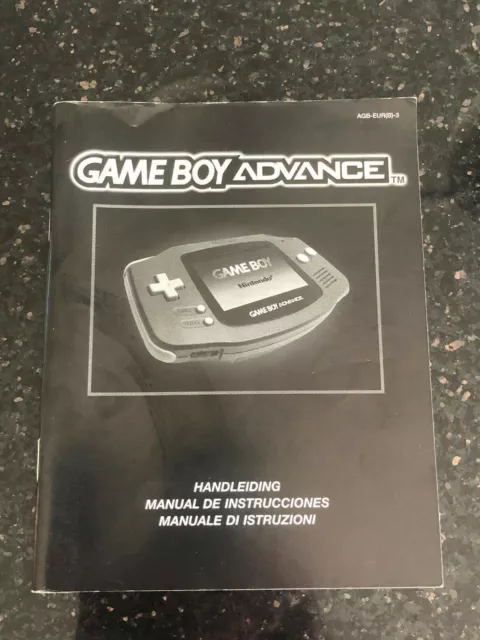 AGB-EUR(B)-3
GAME BOY ADVANCE TM
GAME BOY
Nintendo
GAME BOY ADVANCE
HANDLEIDING
MANUAL DE INSTRUCCIONES
MANUALE DI ISTRUZIONI